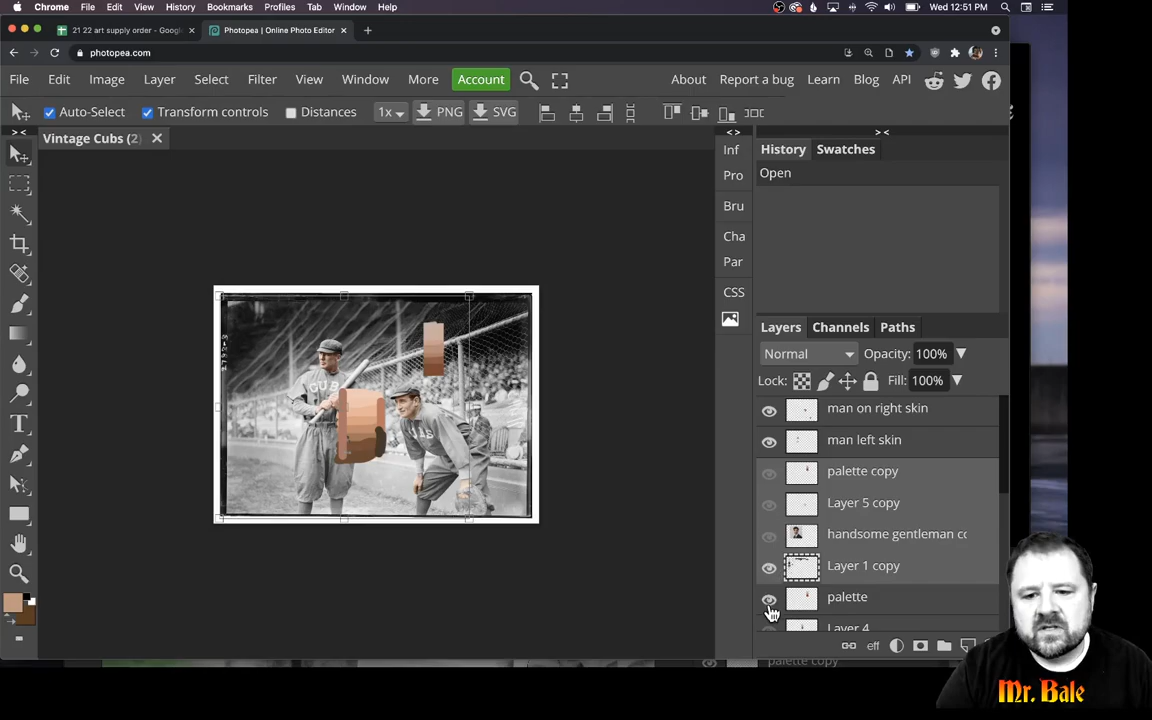 Chrome File Edit View History Bookmarks Profiles Tab Window Help Wed 12:51 PM
21 22 art supply order - Googl Photopea | Online Photo Editor
photopea.com
File Edit Image Layer Select Filter View Window More Account About Report a bug Learn Blog API
Auto-Select Transform controls Distances 1x PNG SVG
Vintage Cubs (2)
Inf
Pro
Bru
Cha
Par
CSS
History Swatches
Open
Layers Channels Paths
Normal Opacity: 100%
Lock: Fill: 100%
man on right skin
man left skin
palette copy
Layer 5 copy
handsome gentleman co
Layer 1 copy
palette
Layer 4
eff
palette copy
CUBS
Mr. Bale